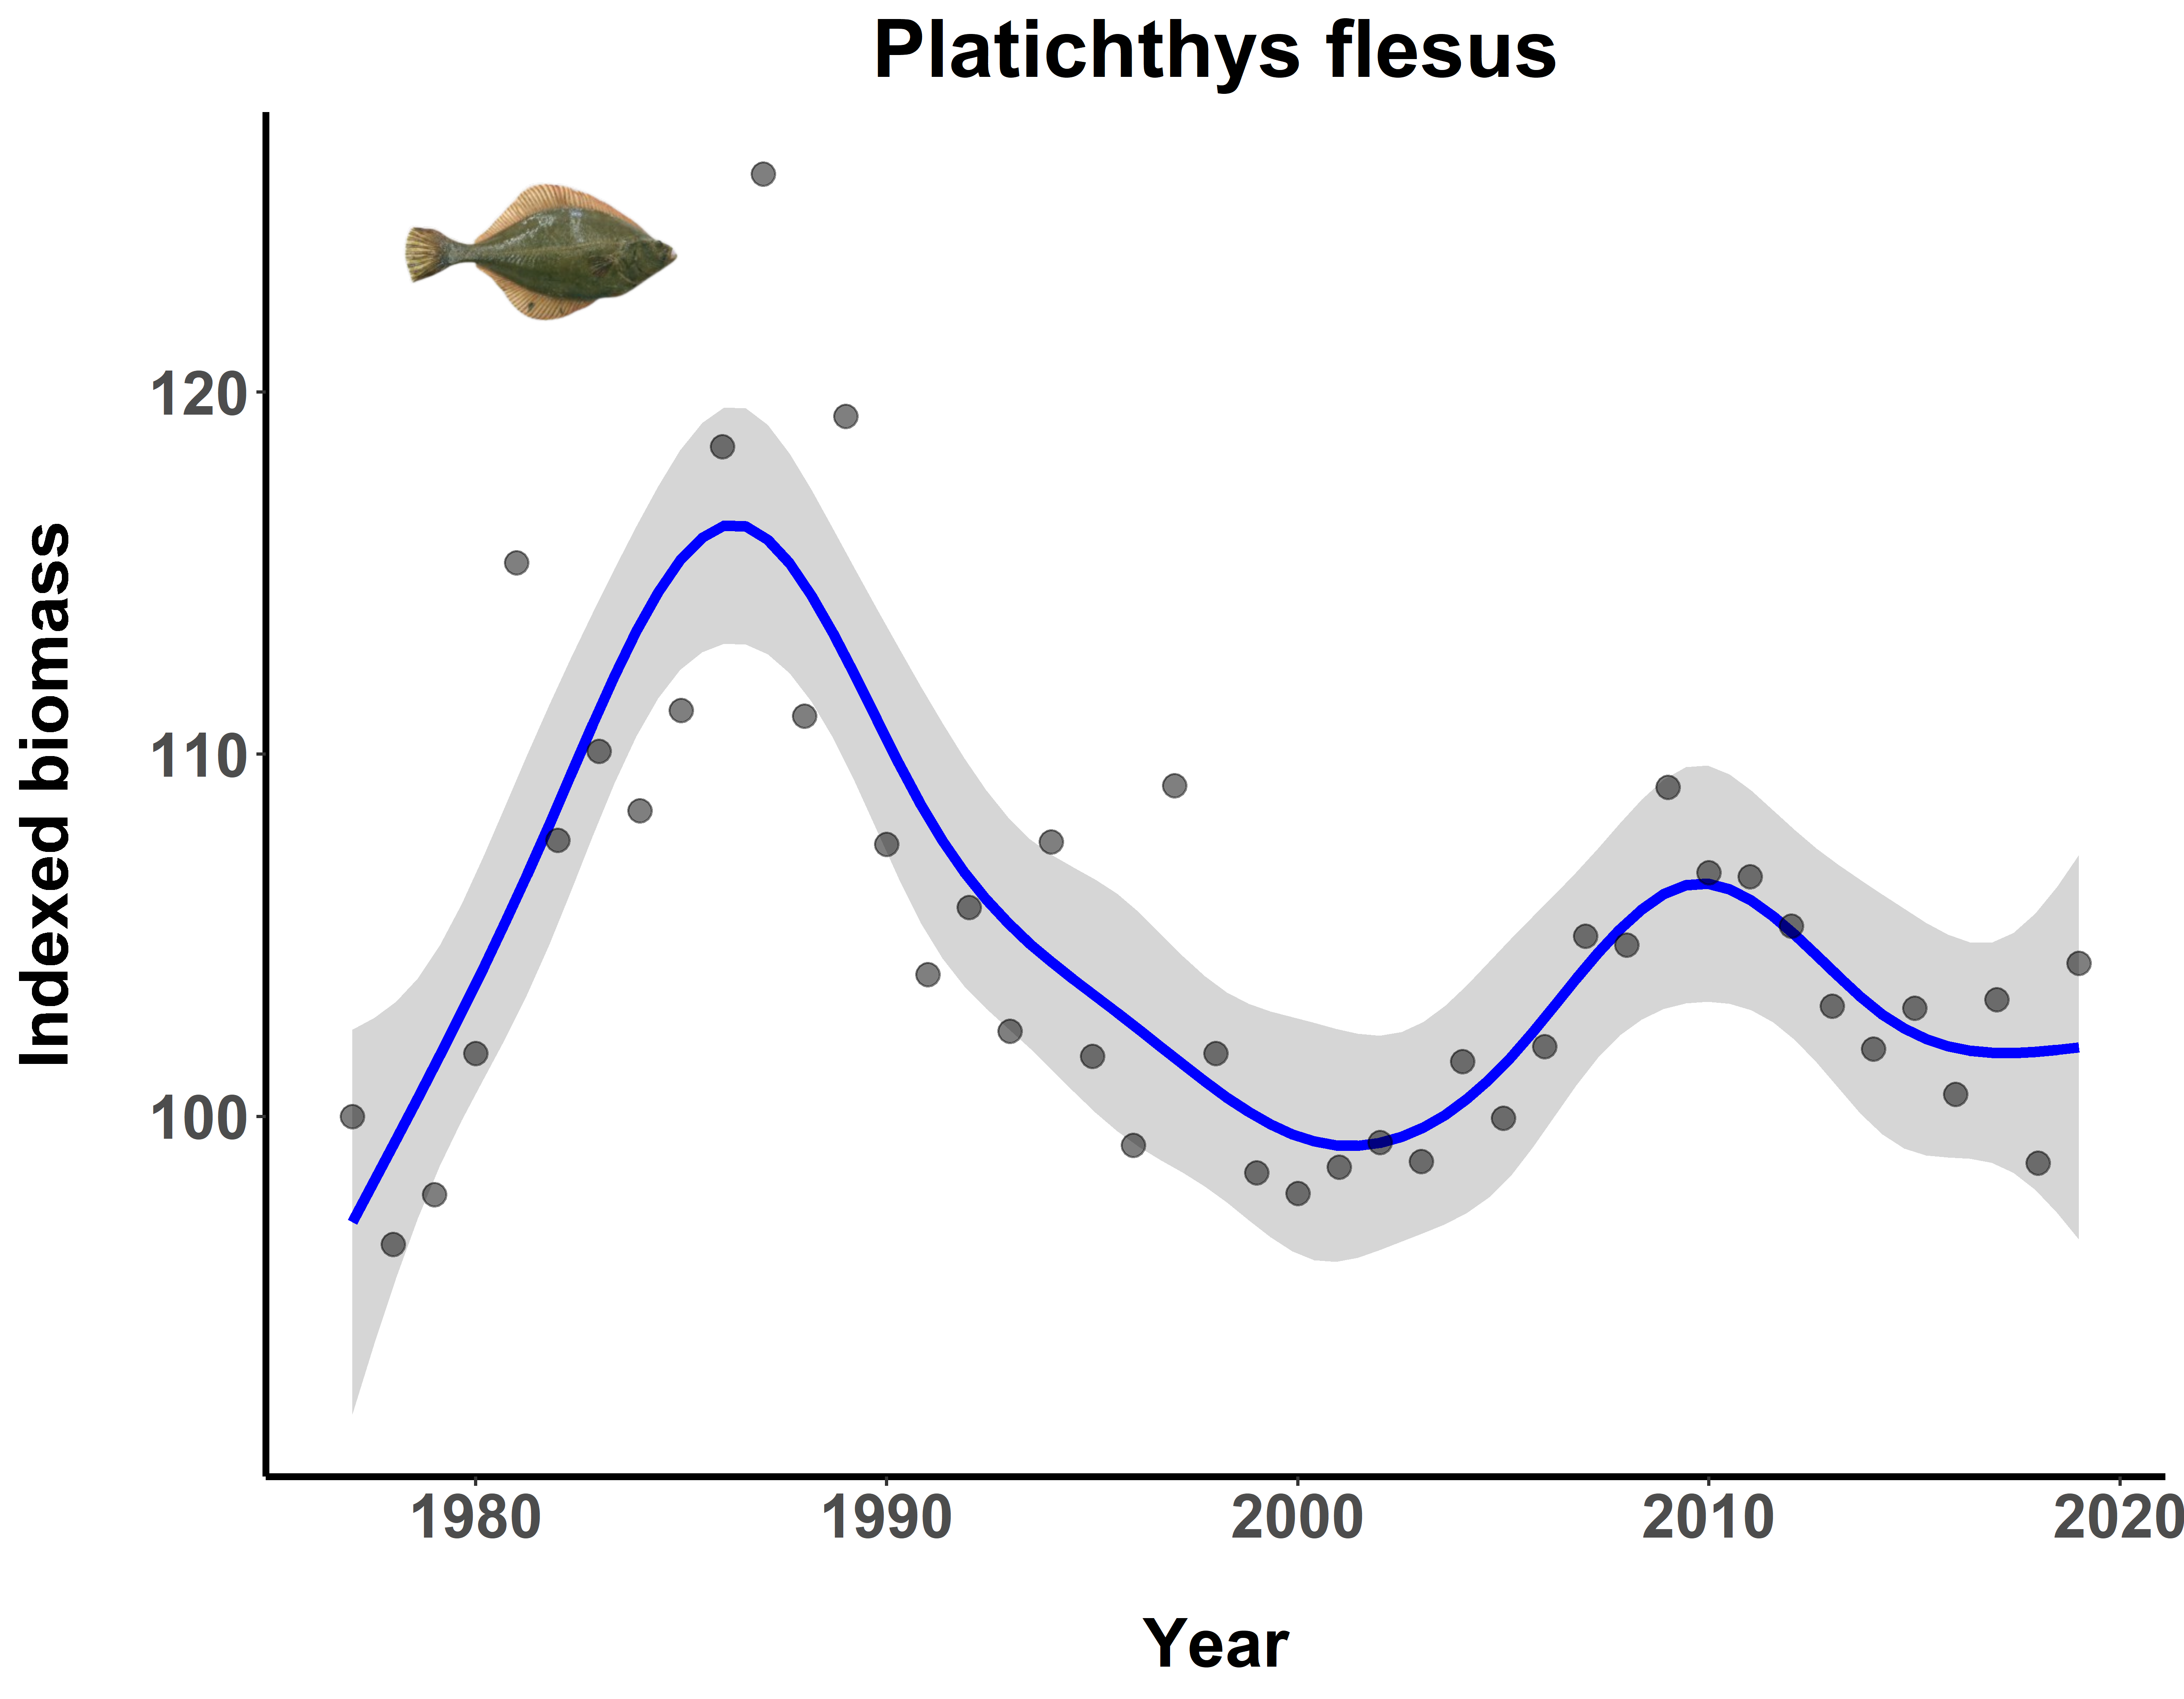 Platichthys flesus
Indexed biomass
120
110
100
1980 1990 2000 2010 2020
Year